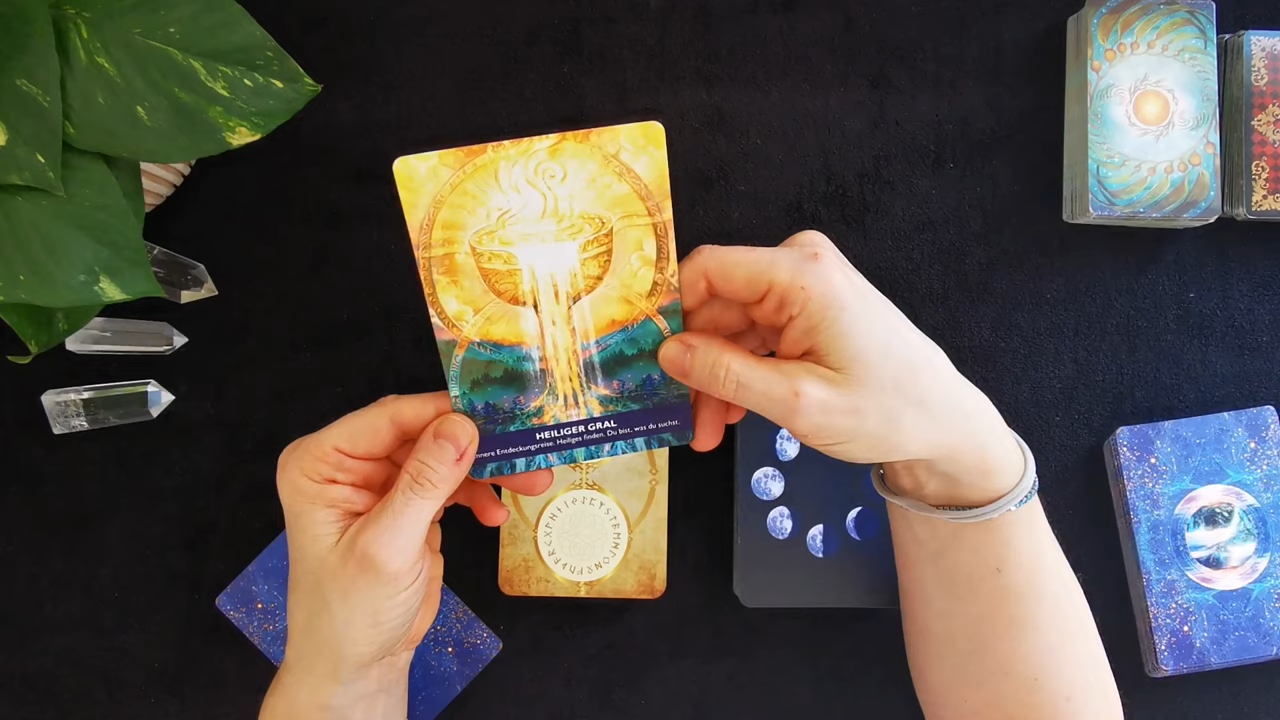 HEILIGER GRAL
nnere Entdeckungsreise. Heiliges finden. Du bist, was du suchst.